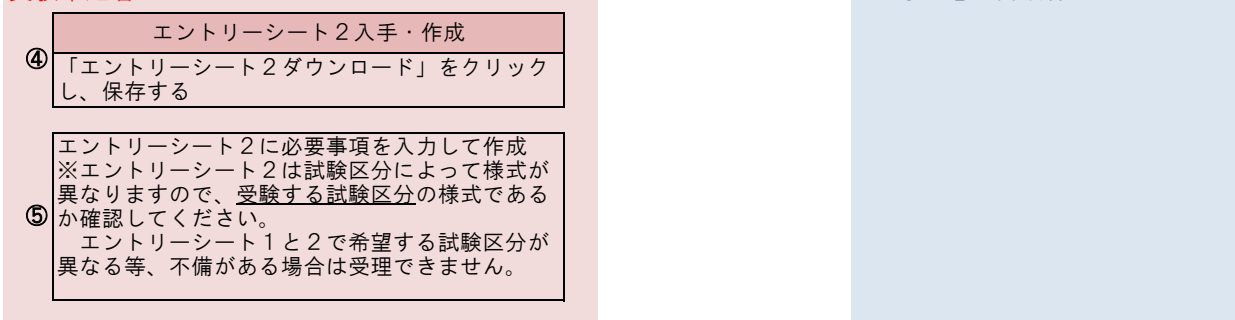 エントリーシート２入手・作成
④
「エントリーシート２ダウンロード」をクリック
し、保存する
エントリーシート２に必要事項を入力して作成
※エントリーシート２は試験区分によって様式が
異なりますので、受験する試験区分の様式である
⑤
か確認してください。
　エントリーシート１と２で希望する試験区分が
異なる等、不備がある場合は受理できません。